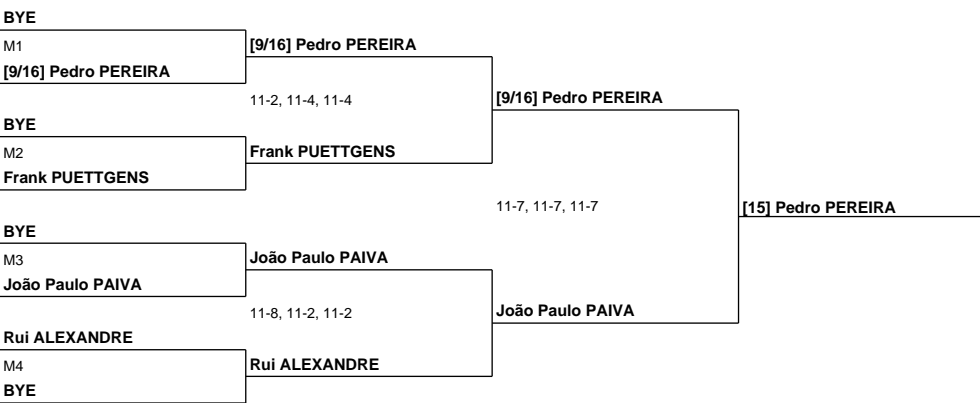 BYE
M1
[9/16] Pedro PEREIRA
[9/16] Pedro PEREIRA
11-2, 11-4, 11-4
BYE
M2
Frank PUETTGENS
Frank PUETTGENS
[9/16] Pedro PEREIRA
11-7, 11-7, 11-7
[15] Pedro PEREIRA
BYE
M3
João Paulo PAIVA
João Paulo PAIVA
11-8, 11-2, 11-2
João Paulo PAIVA
Rui ALEXANDRE
M4
BYE
Rui ALEXANDRE